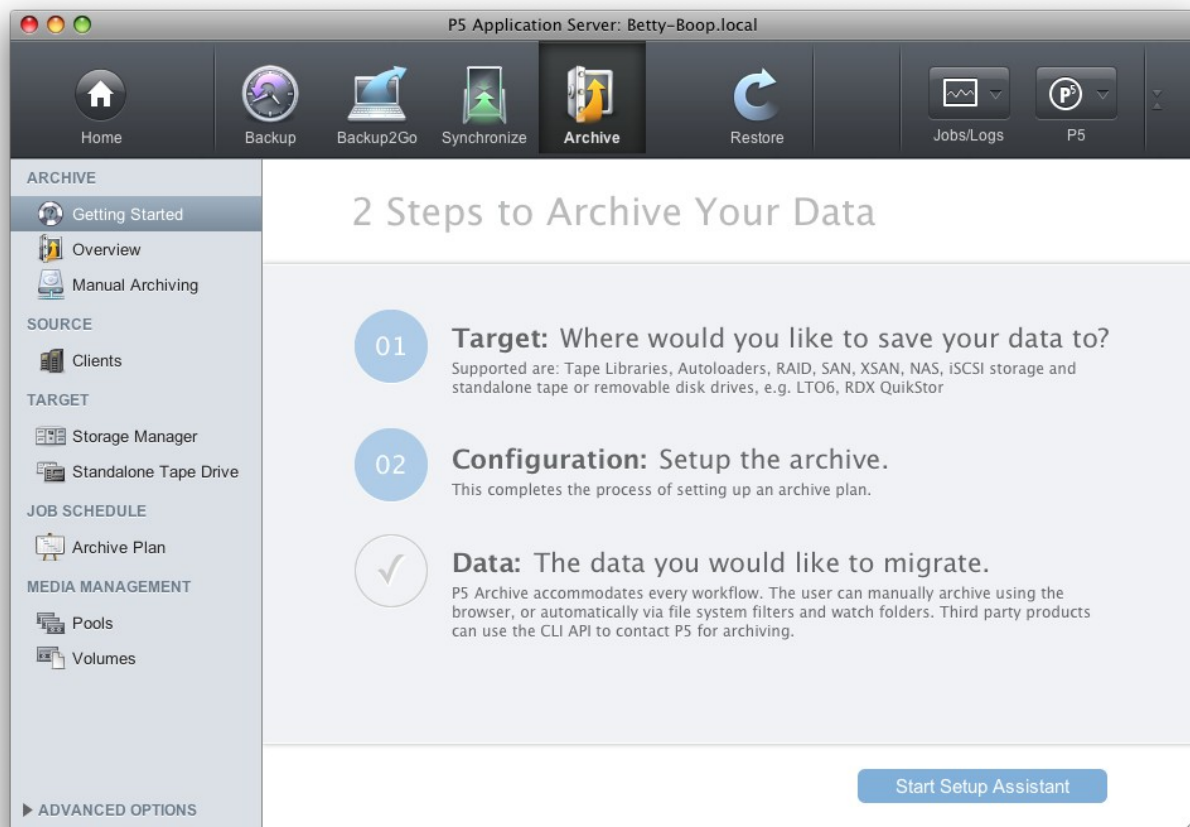 P5 Application Server: Betty-Boop.local
Home
Backup
Backup2Go
Synchronize
Archive
Restore
Jobs/Logs
P5
P5
ARCHIVE
Getting Started
Overview
Manual Archiving
SOURCE
Clients
TARGET
Storage Manager
Standalone Tape Drive
JOB SCHEDULE
Archive Plan
MEDIA MANAGEMENT
Pools
Volumes
ADVANCED OPTIONS
2 Steps to Archive Your Data
01
Target: Where would you like to save your data to?
Supported are: Tape Libraries, Autoloaders, RAID, SAN, XSAN, NAS, iSCSI storage and
standalone tape or removable disk drives, e.g. LTO6, RDX QuikStor
02
Configuration: Setup the archive.
This completes the process of setting up an archive plan.
Data: The data you would like to migrate.
P5 Archive accommodates every workflow. The user can manually archive using the
browser, or automatically via file system filters and watch folders. Third party products
can use the CLI API to contact P5 for archiving.
Start Setup Assistant